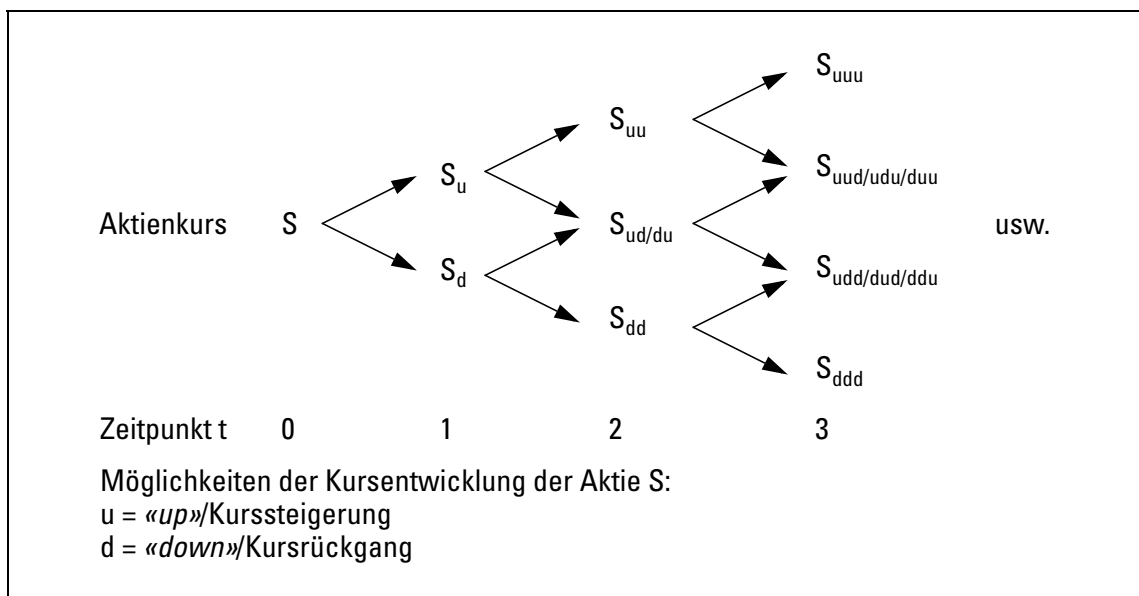 S_uuu
S_uu
S_u S_uud/udu/duu
Aktienkurs S S_ud/du usw.
S_d S_udd/dud/ddu
S_dd
S_ddd
Zeitpunkt t 0 1 2 3
Möglichkeiten der Kursentwicklung der Aktie S:
u = «up»/Kurssteigerung
d = «down»/Kursrückgang